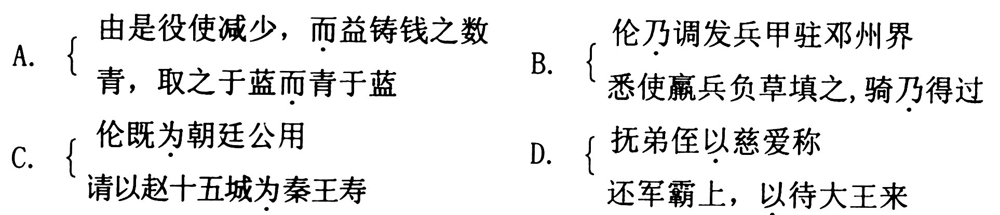 A. { 由是役使减少，而益铸钱之数
青，取之于蓝而青于蓝
B. { 伦乃调发兵甲驻邓州界
悉使羸兵负草填之,骑乃得过
C. { 伦既为朝廷公用
请以赵十五城为秦王寿
D. { 抚弟侄以慈爱称
还军霸上，以待大王来